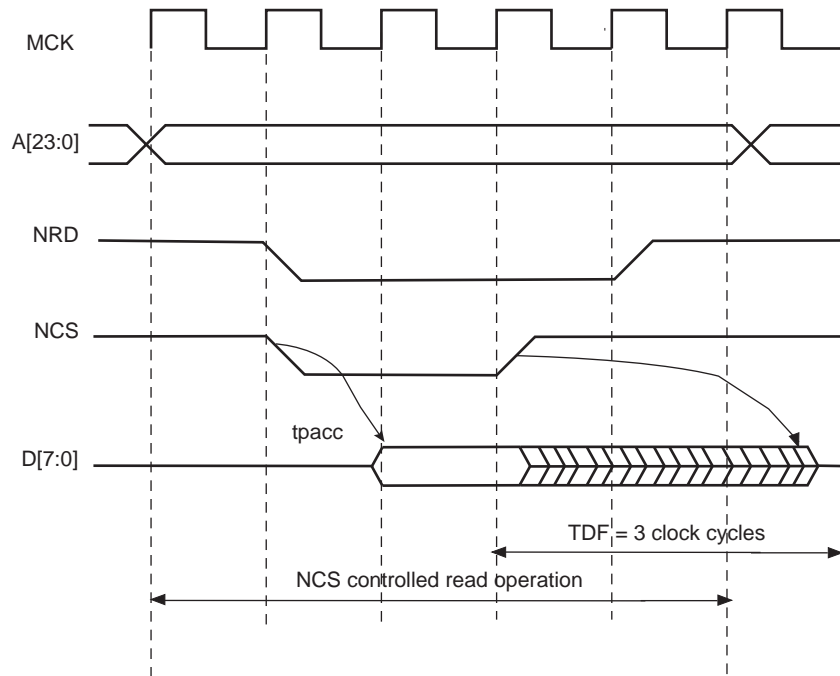 MCK
A[23:0]
NRD
NCS
tpacc
D[7:0]
TDF = 3 clock cycles
NCS controlled read operation